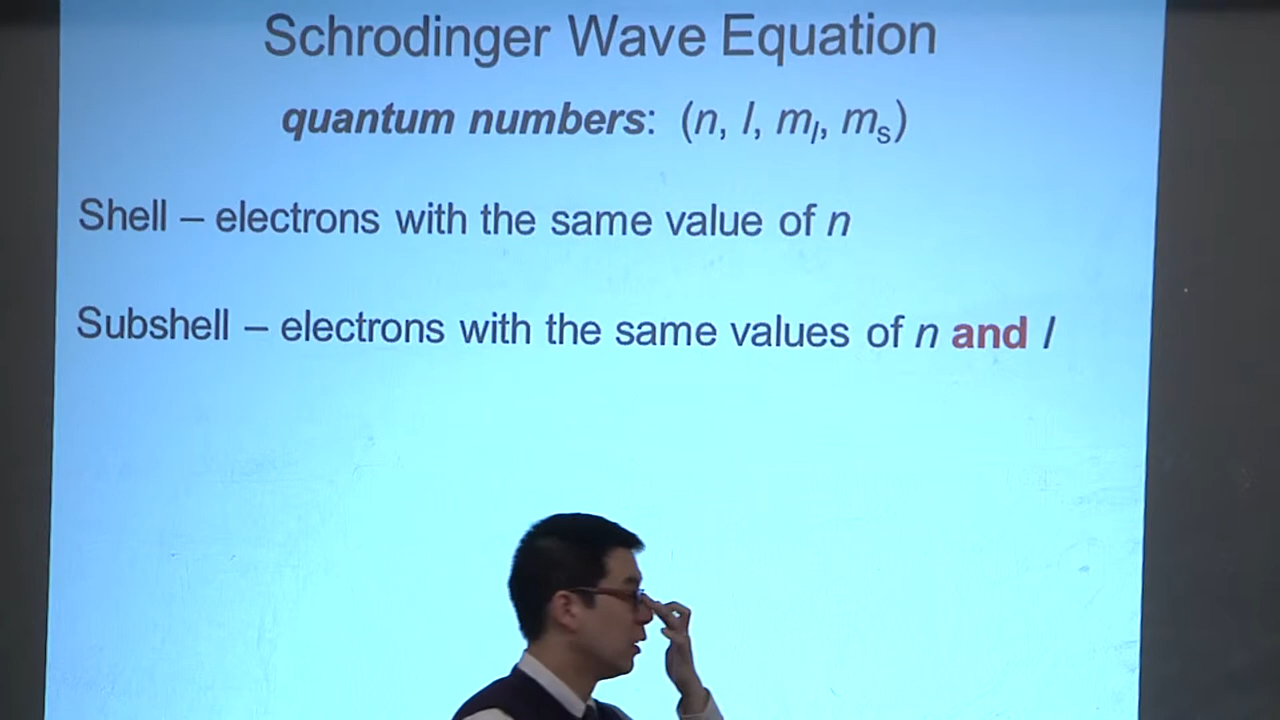 Schrodinger Wave Equation
quantum numbers: (n, l, ml, ms)
Shell – electrons with the same value of n
Subshell – electrons with the same values of n and l